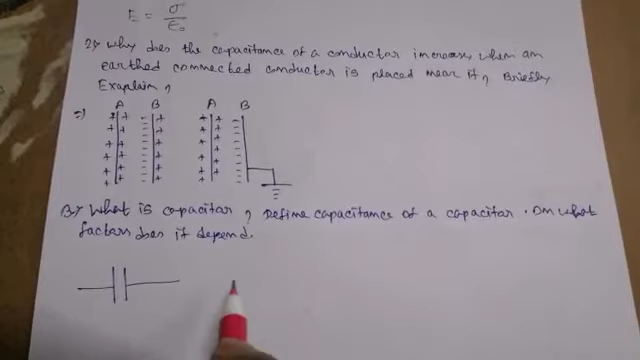 E = σ/ε₀
2) Why does the capacitance of a conductor increase, when an
earthed connected conductor is placed near it, Briefly
Exaplain,
⇒) A B A B
3) What is capacitor, Define capacitance of a capacitor. On what
factors does it depend.